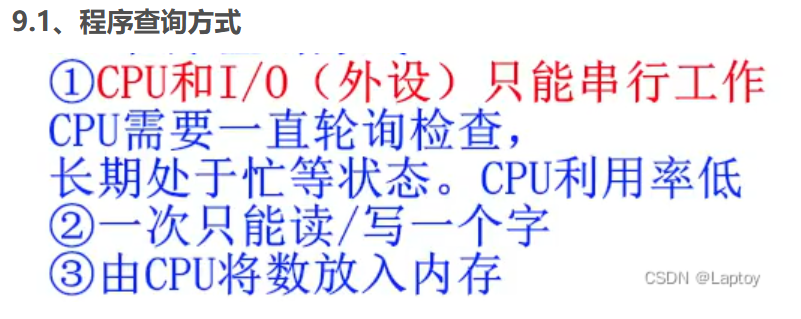 9.1、程序查询方式
①CPU和I/O（外设）只能串行工作
CPU需要一直轮询检查，
长期处于忙等状态。CPU利用率低
②一次只能读/写一个字
③由CPU将数放入内存
CSDN @Laptoy